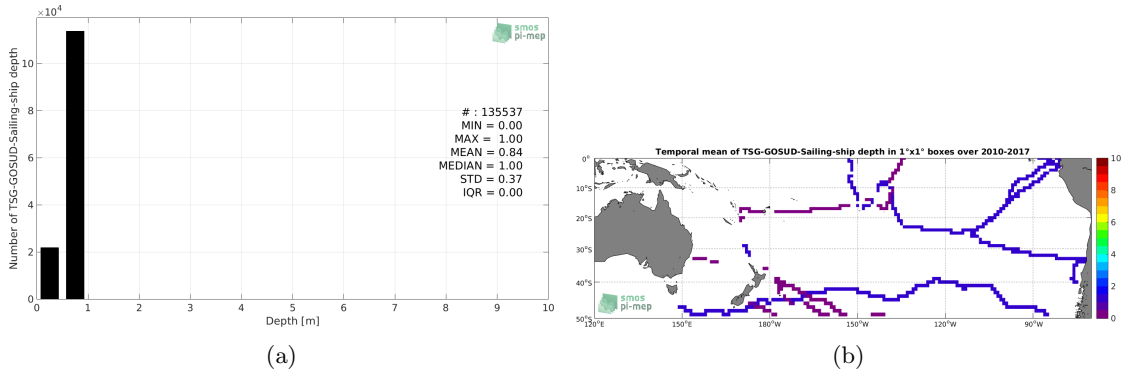 ×10⁴
10
8
6
4
2
0
Number of TSG-GOSUD-Sailing-ship depth
0 1 2 3 4 5 6 7 8 9 10
Depth [m]
smos
pi-mep
# : 135537
MIN = 0.00
MAX = 1.00
MEAN = 0.84
MEDIAN = 1.00
STD = 0.37
IQR = 0.00
(a)
Temporal mean of TSG-GOSUD-Sailing-ship depth in 1°x1° boxes over 2010-2017
0°
10°S
20°S
30°S
40°S
50°S
120°E 150°E 180°W 150°W 120°W 90°W
smos
pi-mep
10
8
6
4
2
0
(b)